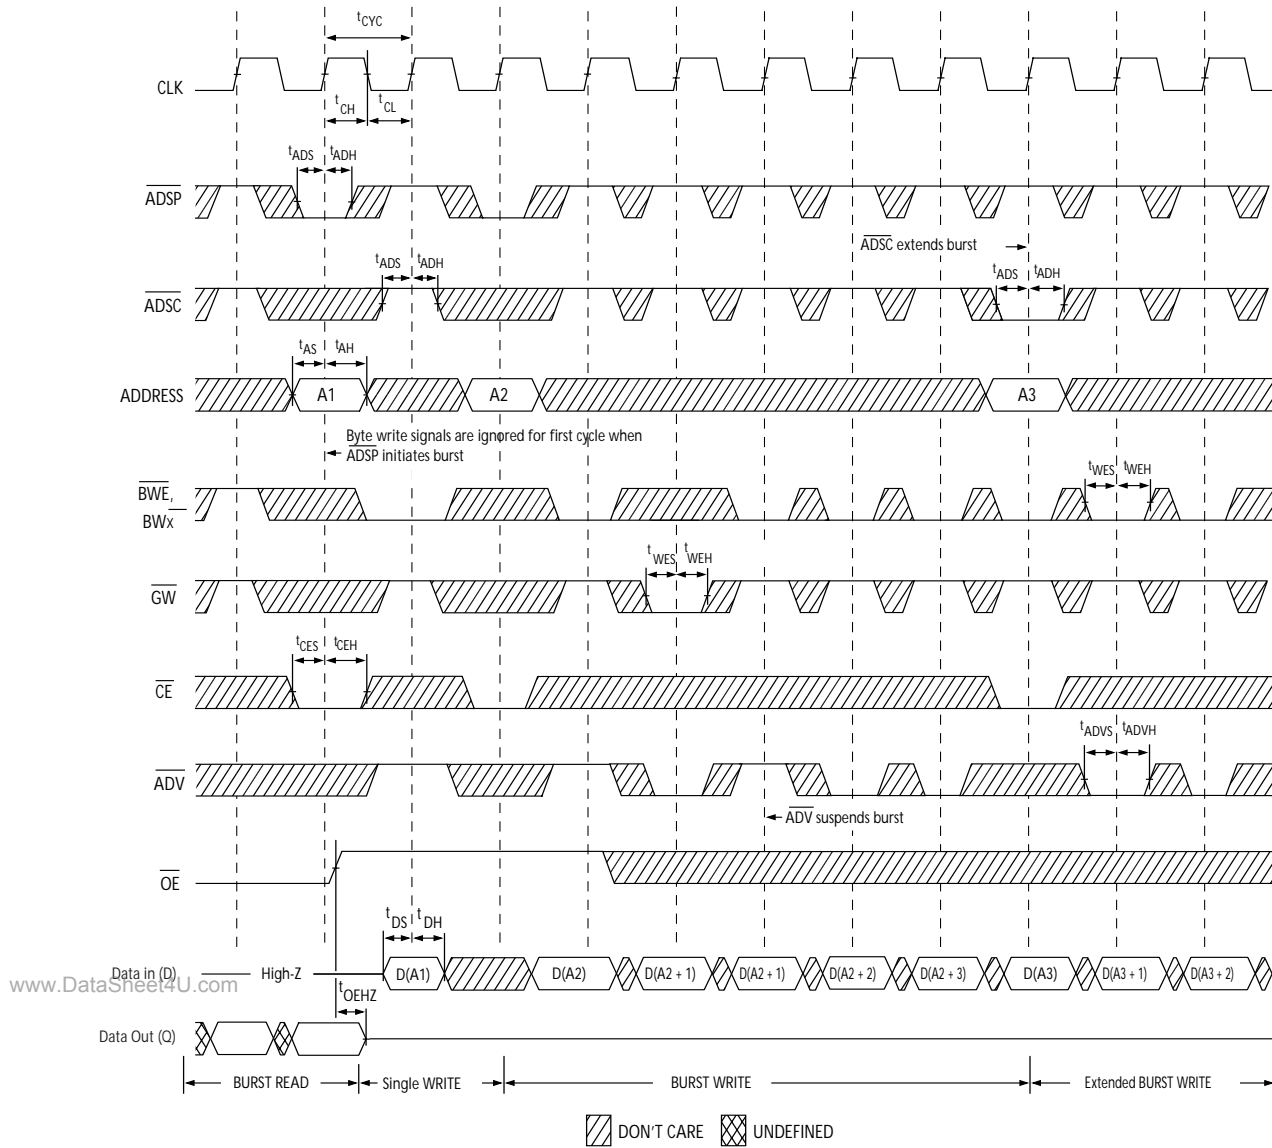 tCYC
CLK
tCH
tCL
tADS
tADH
ADSP
ADSC extends burst
tADS
tADH
tADS
tADH
ADSC
tAS
tAH
ADDRESS
A1
A2
A3
Byte write signals are ignored for first cycle when
ADSP initiates burst
tWES
tWEH
BWE,
BWX
tWES
tWEH
GW
tCES
tCEH
CE
tADVS
tADVH
ADV
ADV suspends burst
OE
tDS
tDH
Data in (D)
High-Z
D(A1)
D(A2)
D(A2 + 1)
D(A2 + 1)
D(A2 + 2)
D(A2 + 3)
D(A3)
D(A3 + 1)
D(A3 + 2)
www.DataSheet4U.com
tOEHZ
Data Out (Q)
BURST READ
Single WRITE
BURST WRITE
Extended BURST WRITE
DON'T CARE
UNDEFINED